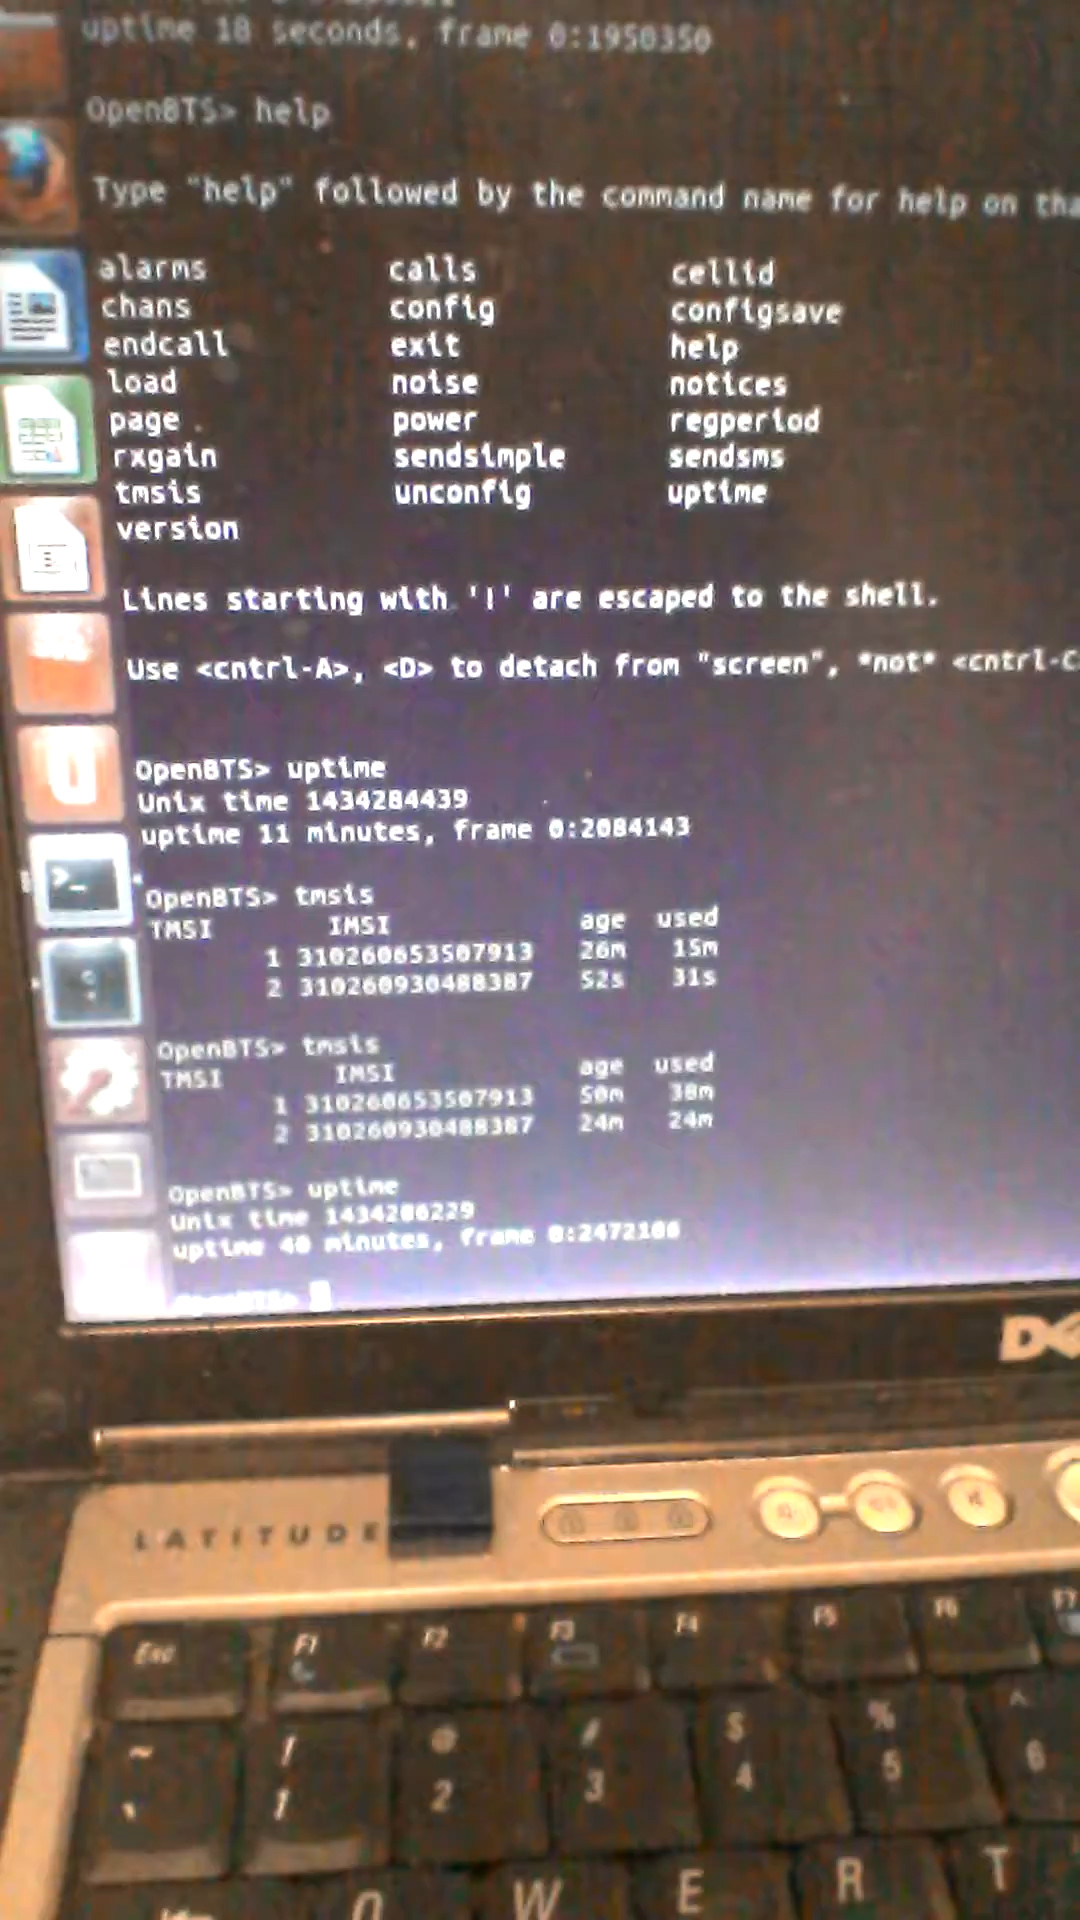 uptime 18 seconds, frame 0:1950350
OpenBTS> help
Type "help" followed by the command name for help on tha
alarms calls cellid
chans config configsave
endcall exit help
load noise notices
page power regperiod
rxgain sendsimple sendsms
tmsis unconfig uptime
version
Lines starting with '!' are escaped to the shell.
Use <cntrl-A>, <D> to detach from "screen", *not* <cntrl-C
OpenBTS> uptime
Unix time 1434284439
uptime 11 minutes, frame 0:2084143
OpenBTS> tmsis
TMSI IMSI age used
1 310260653507913 26m 15m
2 310260930488387 52s 31s
OpenBTS> tmsis
TMSI IMSI age used
1 310260653507913 50m 38m
2 310260930488387 24m 24m
OpenBTS> uptime
Unix time 1434286229
uptime 40 minutes, frame
OpenBTS>
LATITUDE
Esc F1 F2 F3 F4 F5 F6 F7
~ ! @ # $ % ^
` 1 2 3 4 5 6
Q W E R T